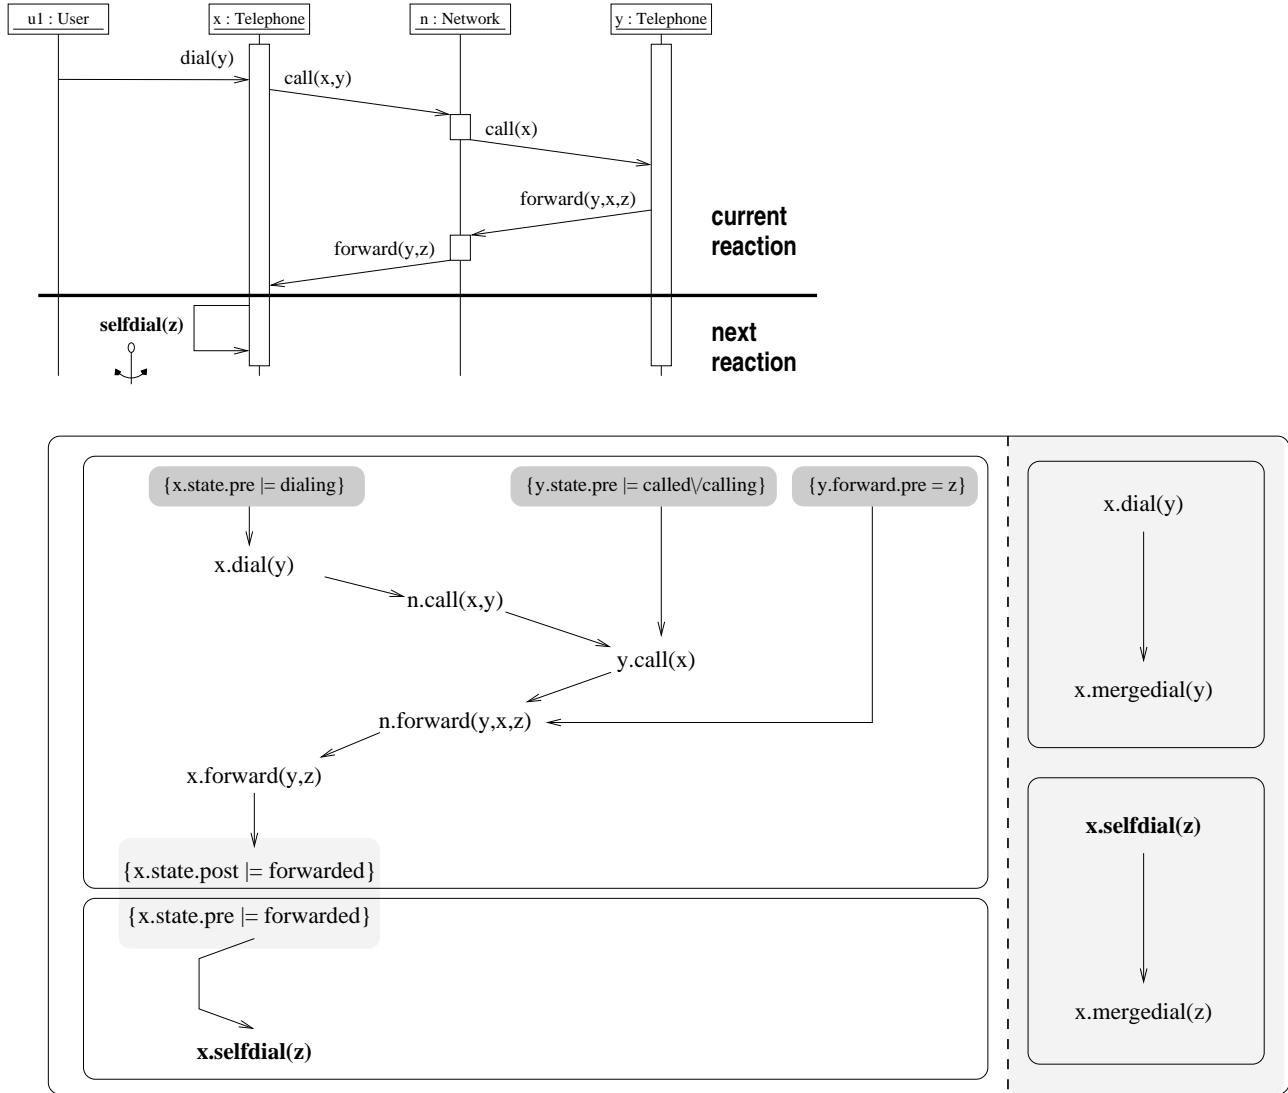 u1 : User
x : Telephone
n : Network
y : Telephone
dial(y)
call(x,y)
call(x)
forward(y,x,z)
forward(y,z)
current
reaction
selfdial(z)
next
reaction
{x.state.pre |= dialing}
{y.state.pre |= called\/calling}
{y.forward.pre = z}
x.dial(y)
n.call(x,y)
y.call(x)
n.forward(y,x,z)
x.forward(y,z)
{x.state.post |= forwarded}
{x.state.pre |= forwarded}
x.selfdial(z)
x.dial(y)
x.mergedial(y)
x.selfdial(z)
x.mergedial(z)